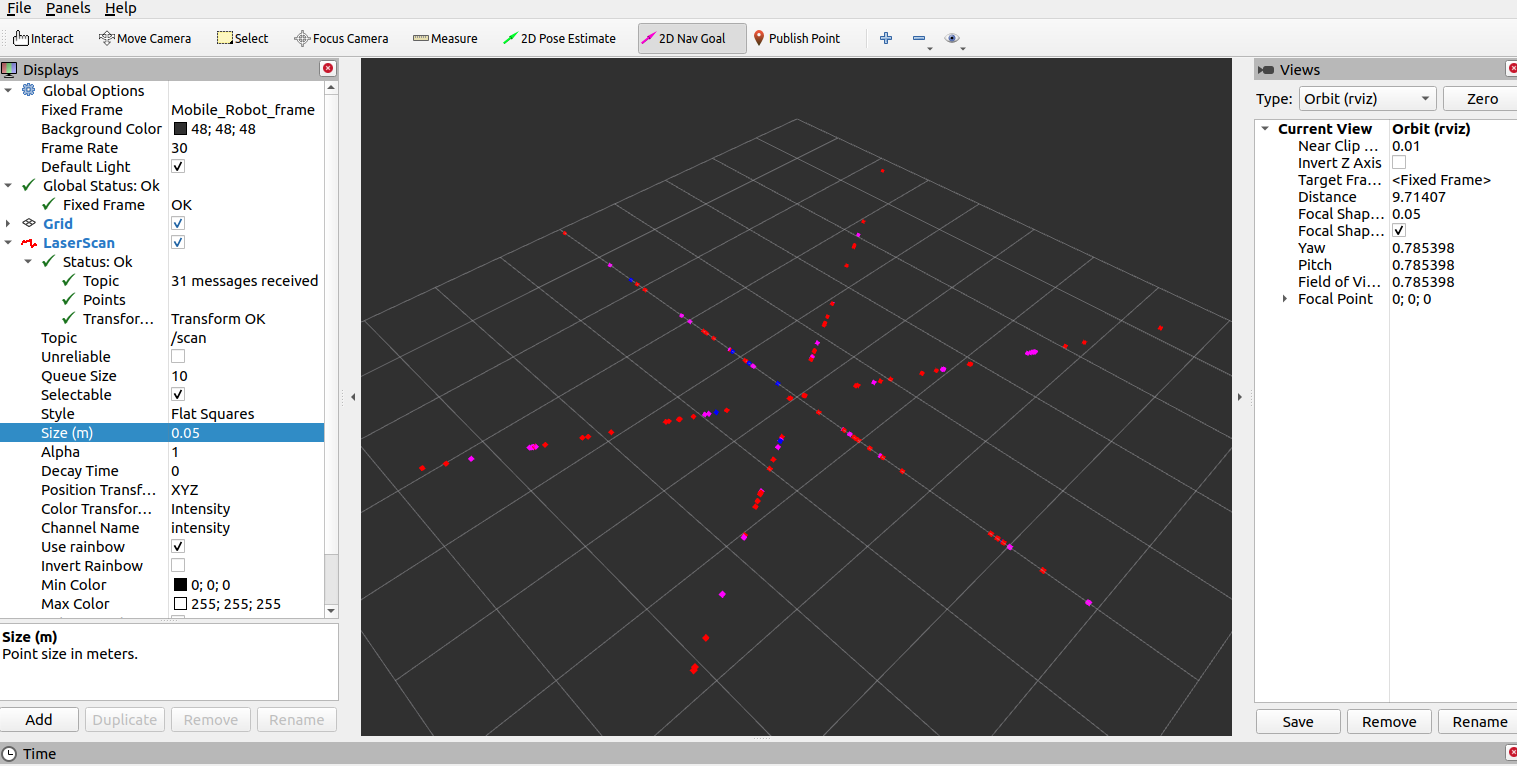 File Panels Help
Interact Move Camera Select Focus Camera Measure 2D Pose Estimate 2D Nav Goal Publish Point
Displays
Global Options
Fixed Frame Mobile_Robot_frame
Background Color 48; 48; 48
Frame Rate 30
Default Light
Global Status: Ok
Fixed Frame OK
Grid
LaserScan
Status: Ok
Topic 31 messages received
Points
Transfor... Transform OK
Topic /scan
Unreliable
Queue Size 10
Selectable
Style Flat Squares
Size (m) 0.05
Alpha 1
Decay Time 0
Position Transf... XYZ
Color Transfor... Intensity
Channel Name intensity
Use rainbow
Invert Rainbow
Min Color 0; 0; 0
Max Color 255; 255; 255
Size (m)
Point size in meters.
Add Duplicate Remove Rename
Views
Type: Orbit (rviz) Zero
Current View Orbit (rviz)
Near Clip ... 0.01
Invert Z Axis
Target Fra... <Fixed Frame>
Distance 9.71407
Focal Shap... 0.05
Focal Shap...
Yaw 0.785398
Pitch 0.785398
Field of Vi... 0.785398
Focal Point 0; 0; 0
Save Remove Rename
Time